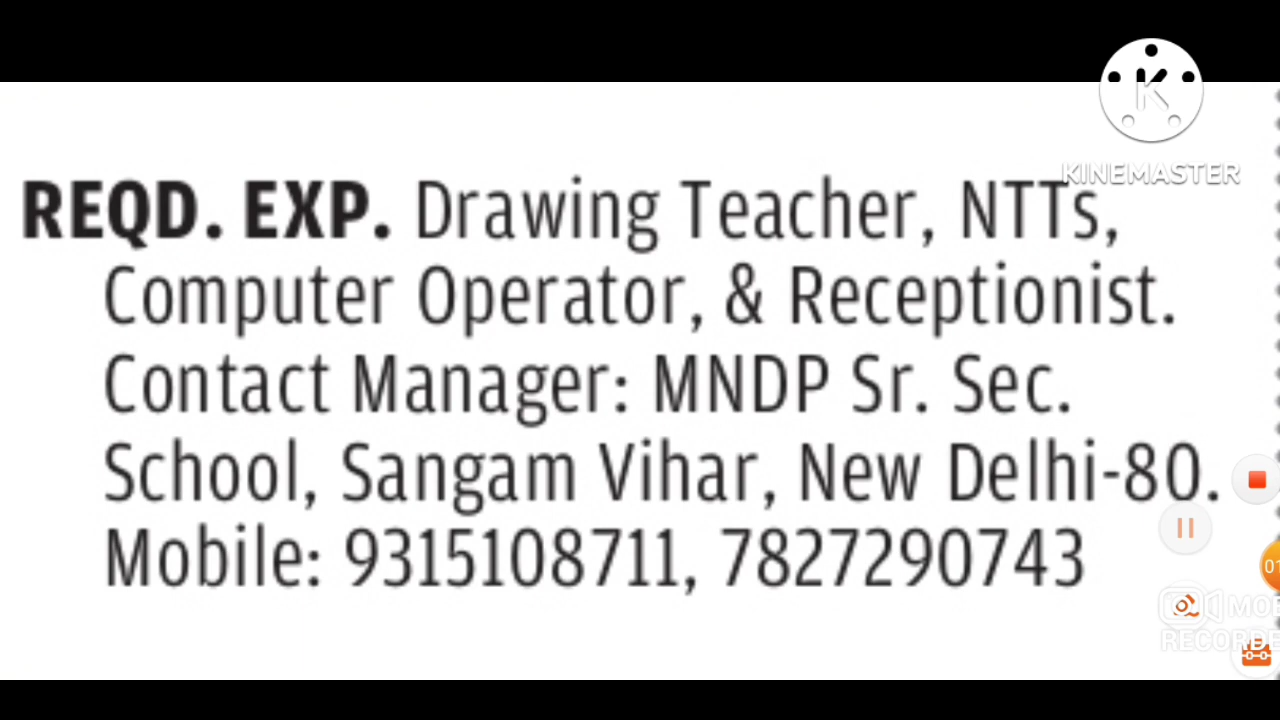 KINEMASTER
REQD. EXP. Drawing Teacher, NTTs,
Computer Operator, & Receptionist.
Contact Manager: MNDP Sr. Sec.
School, Sangam Vihar, New Delhi-80.
Mobile: 9315108711, 7827290743
RECORDE